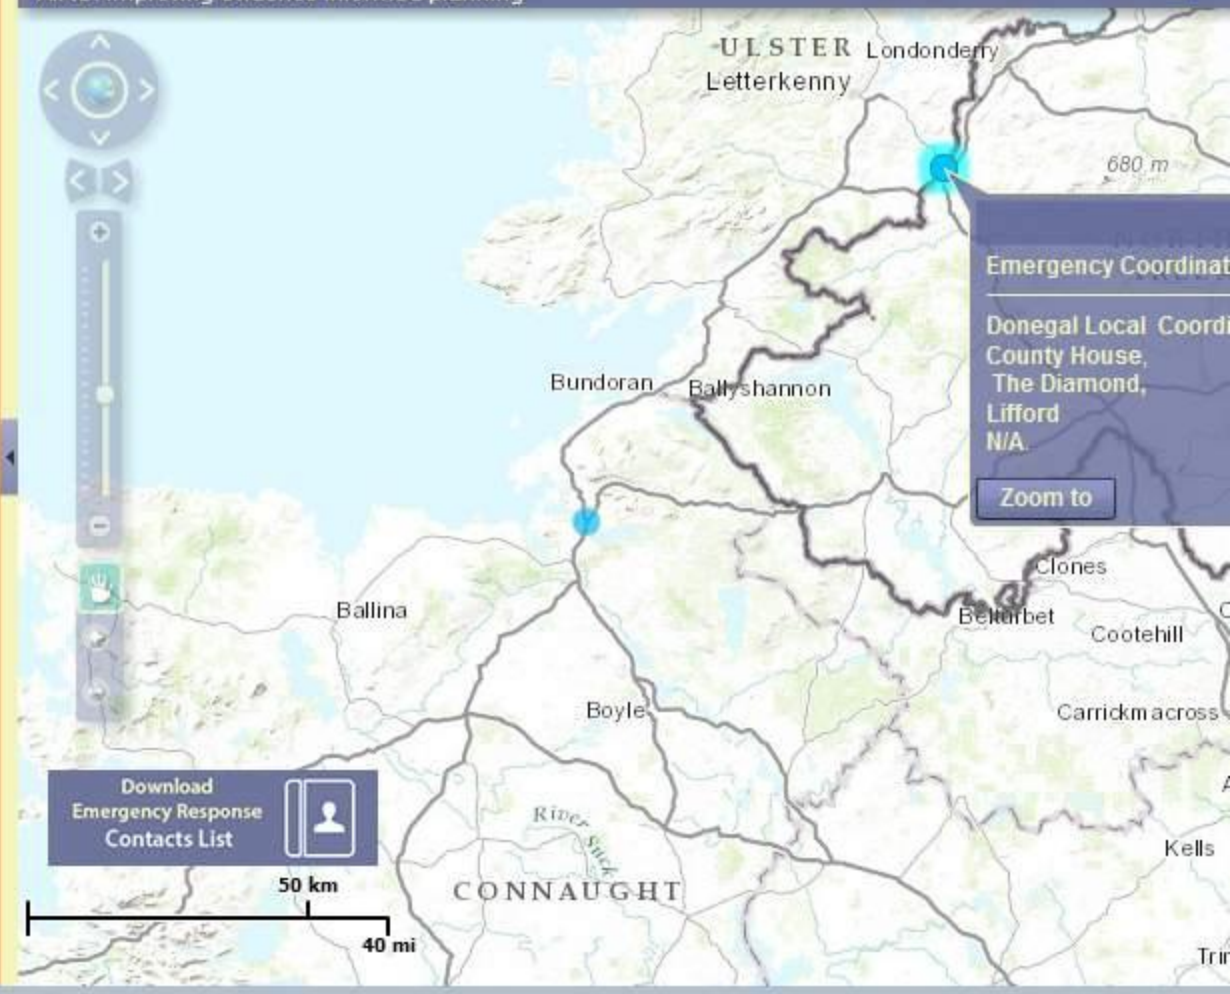 ULSTER
Londonderry
Letterkenny
680 m
Emergency Coordinat
Donegal Local Coordi
County House,
The Diamond,
Lifford
N/A.
Zoom to
Bundoran
Ballyshannon
Clones
Ballina
Belturbet
Cootehill
Boyle
Carrickmacross
Download
Emergency Response
Contacts List
River Suck
Kells
50 km
CONNAUGHT
40 mi
Trim